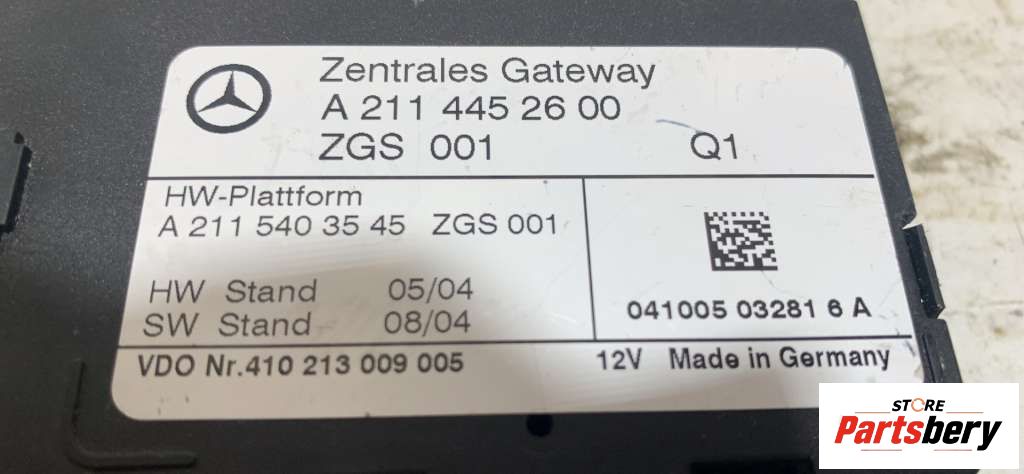 Zentrales Gateway
A 211 445 26 00
ZGS 001 Q1
HW-Plattform
A 211 540 35 45 ZGS 001
HW Stand 05/04
SW Stand 08/04
041005 03281 6 A
VDO Nr.410 213 009 005 12V Made in Germany
STORE
Partsbery